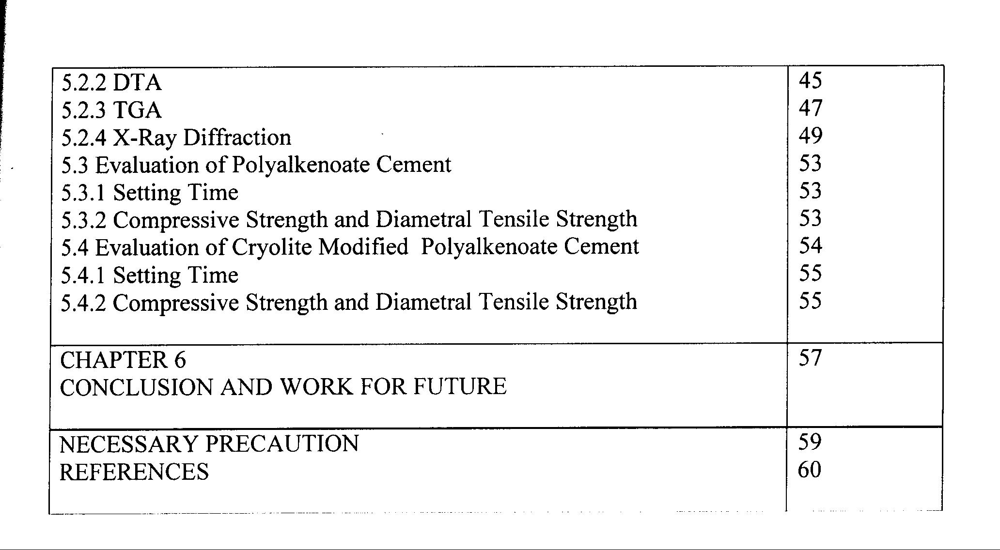 5.2.2 DTA 45
5.2.3 TGA 47
5.2.4 X-Ray Diffraction 49
5.3 Evaluation of Polyalkenoate Cement 53
5.3.1 Setting Time 53
5.3.2 Compressive Strength and Diametral Tensile Strength 53
5.4 Evaluation of Cryolite Modified Polyalkenoate Cement 54
5.4.1 Setting Time 55
5.4.2 Compressive Strength and Diametral Tensile Strength 55
CHAPTER 6 57
CONCLUSION AND WORK FOR FUTURE
NECESSARY PRECAUTION 59
REFERENCES 60